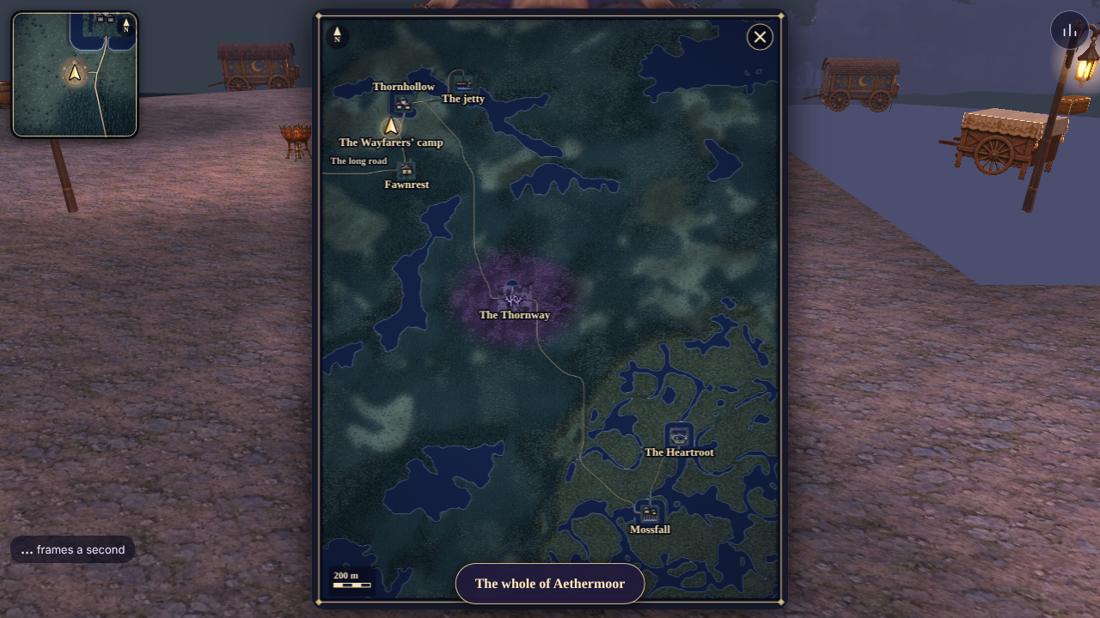 N
N
Thornhollow
The jetty
The Wayfarers' camp
The long road
Fawnrest
The Thornway
The Heartroot
Mossfall
... frames a second
200 m
The whole of Aethermoor